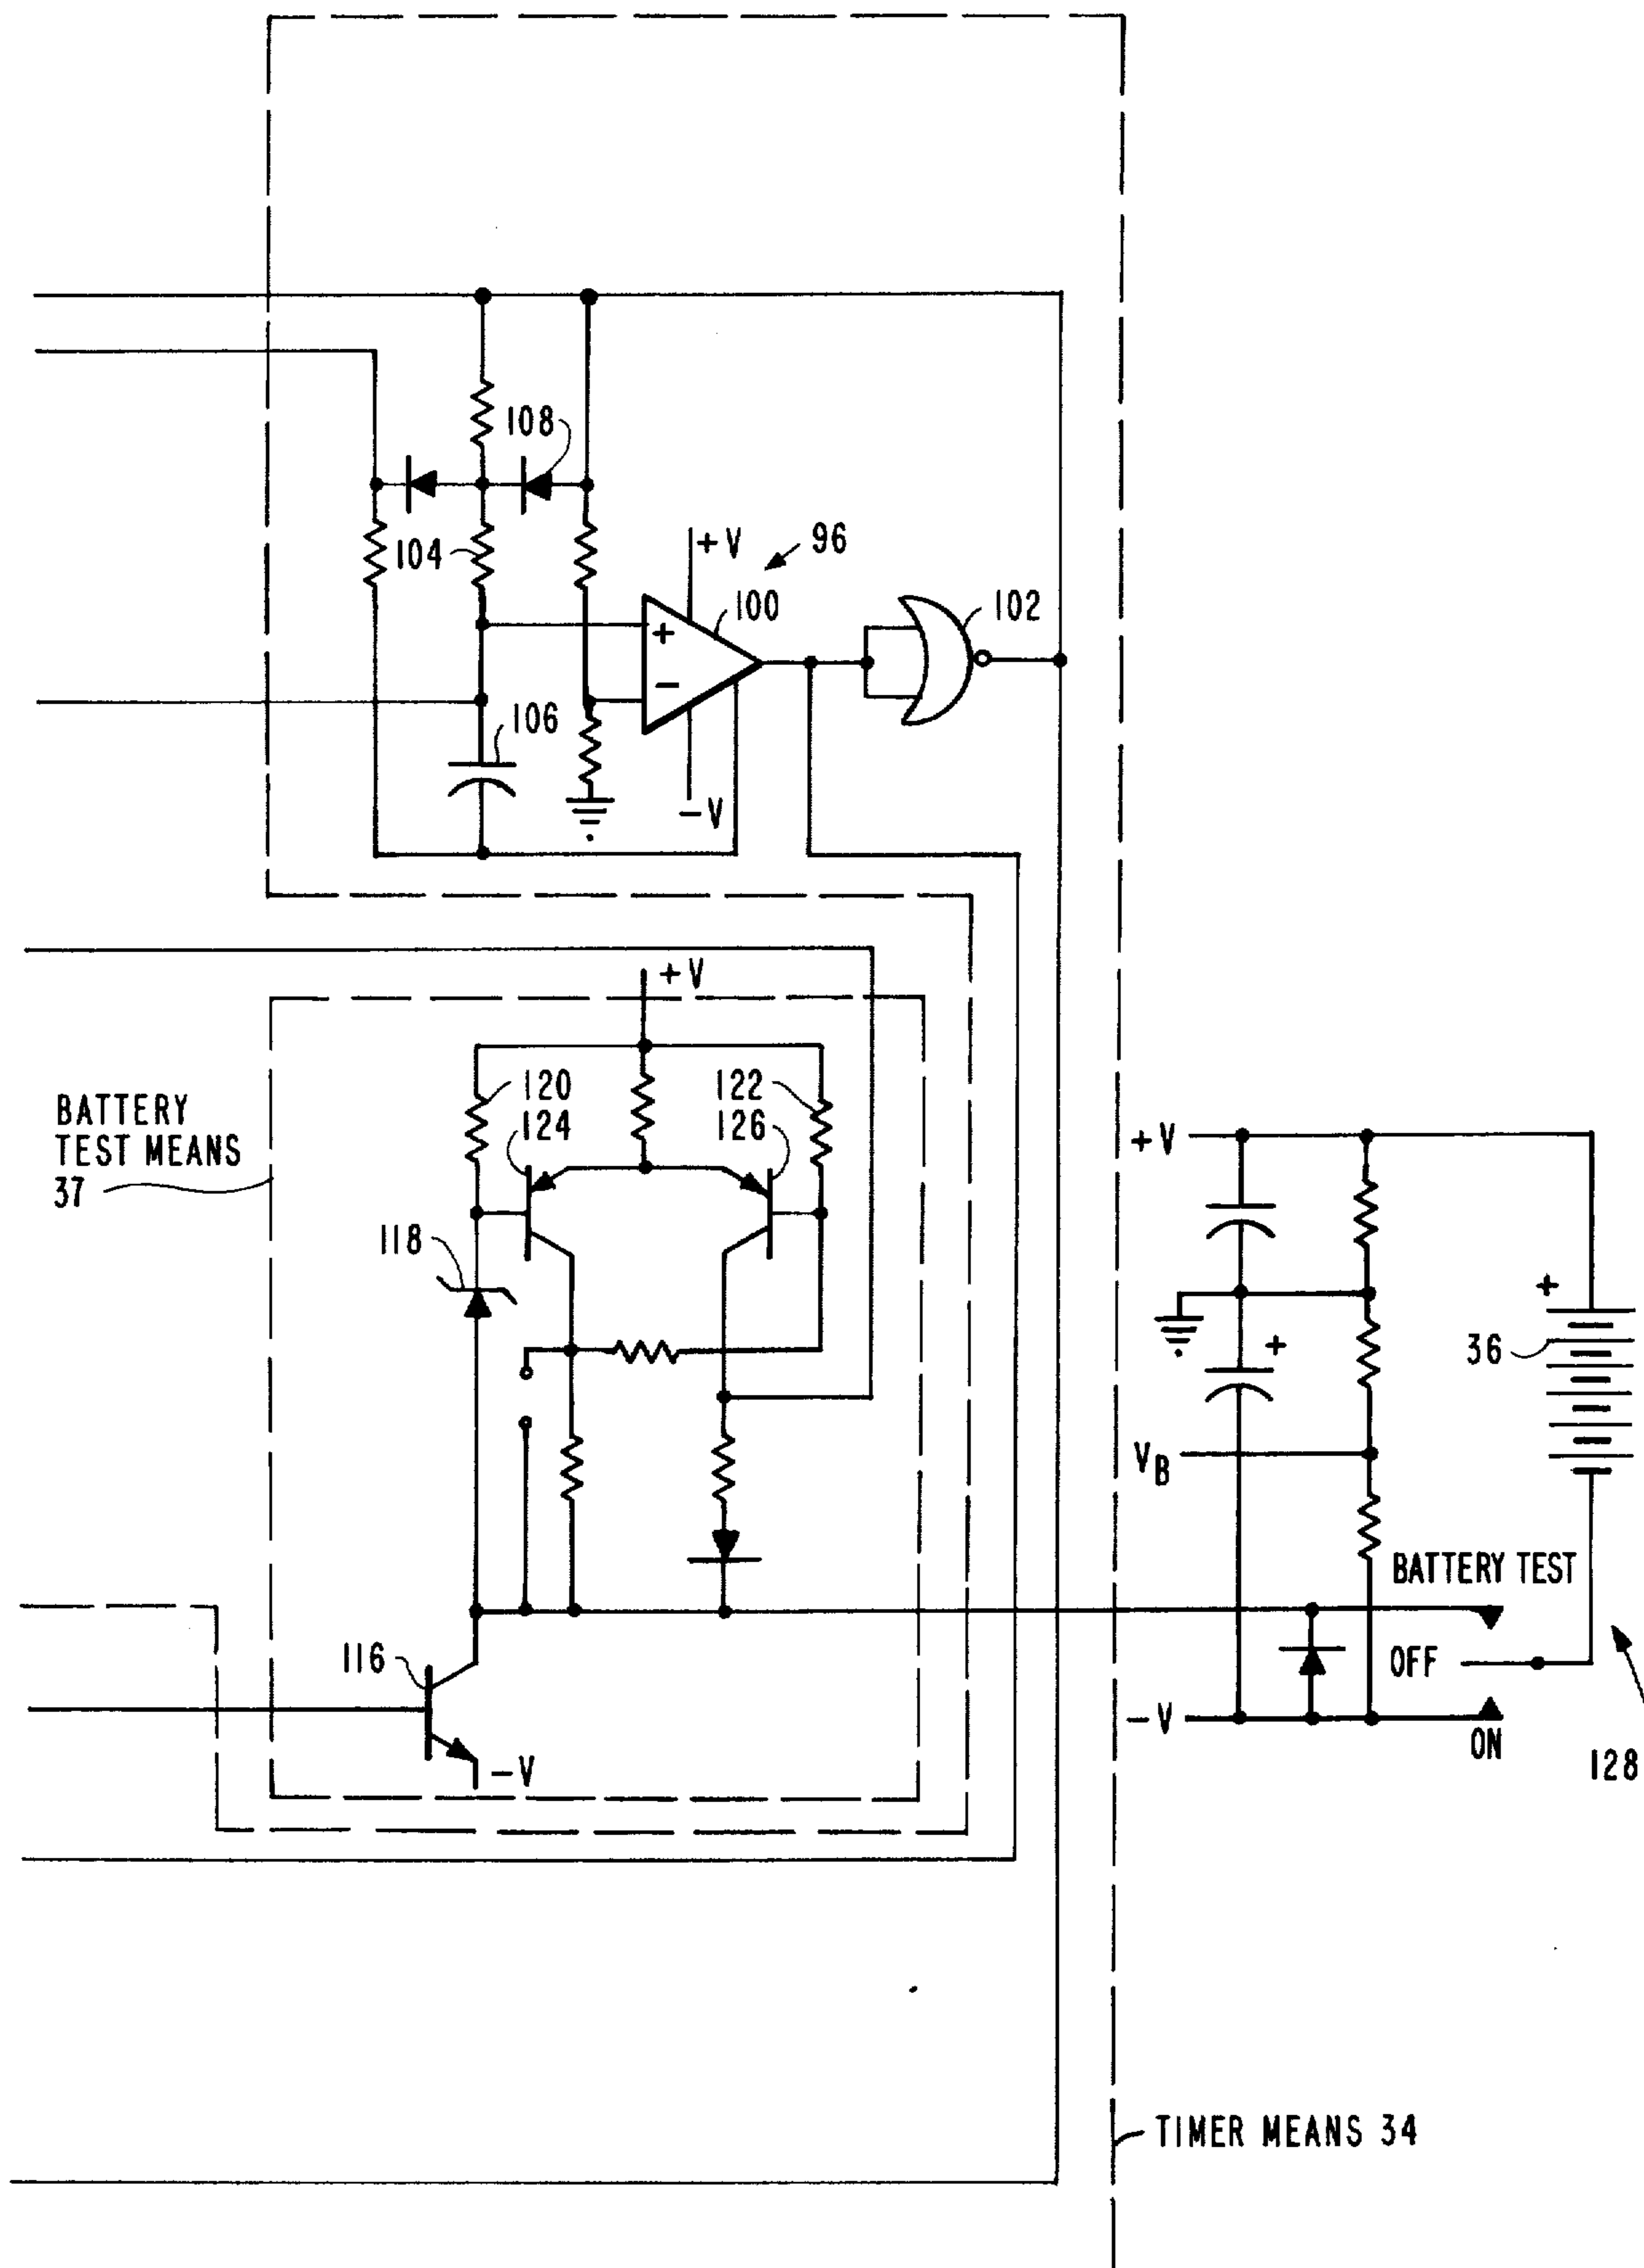 108
+V
96
104
100
102
+
-
106
-V
+V
BATTERY
TEST MEANS
37
120
124
122
126
118
+V
+
36
+
VB
BATTERY TEST
116
OFF
-V
-V
ON
128
TIMER MEANS 34